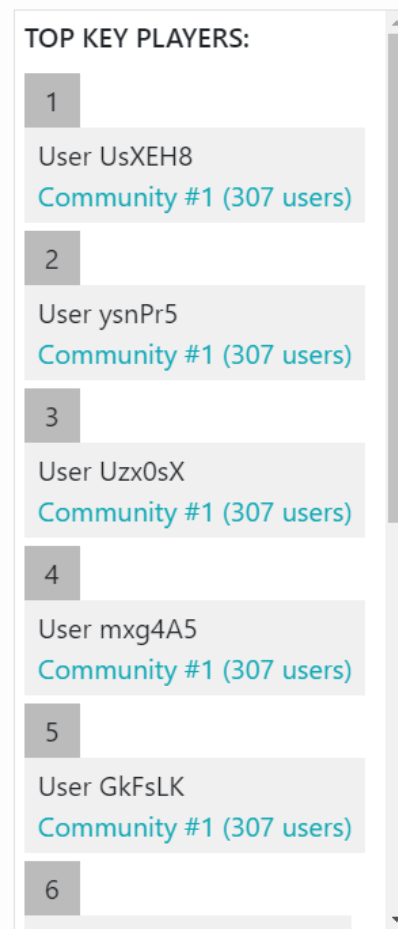 TOP KEY PLAYERS:
1
User UsXEH8
Community #1 (307 users)
2
User ysnPr5
Community #1 (307 users)
3
User Uzx0sX
Community #1 (307 users)
4
User mxg4A5
Community #1 (307 users)
5
User GkFsLK
Community #1 (307 users)
6